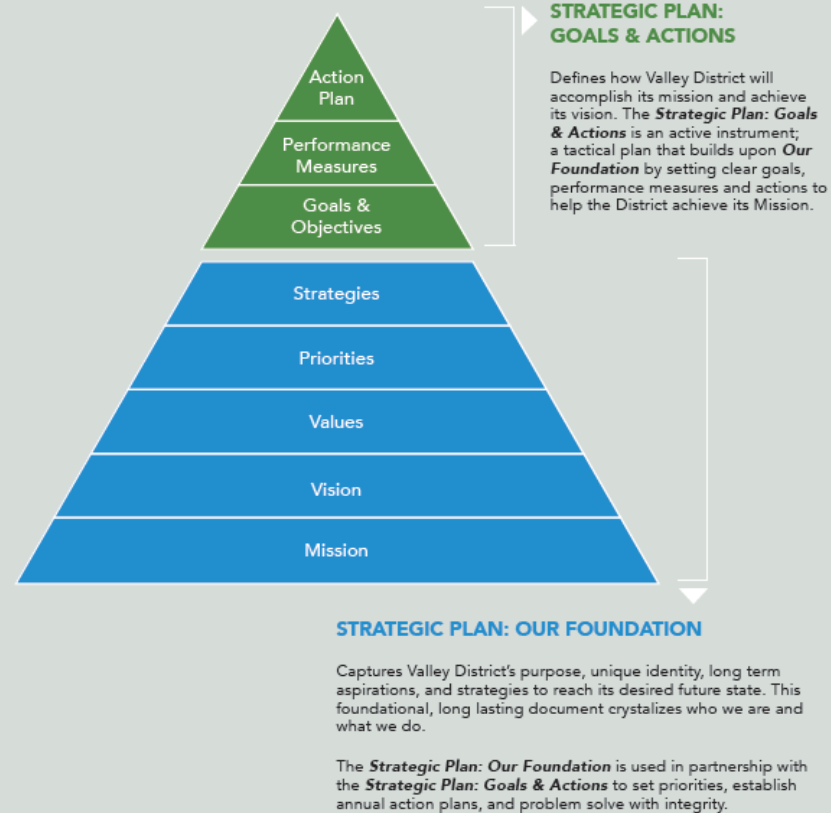 STRATEGIC PLAN:
GOALS & ACTIONS
Defines how Valley District will
accomplish its mission and achieve
its vision. The Strategic Plan: Goals
& Actions is an active instrument;
a tactical plan that builds upon Our
Foundation by setting clear goals,
performance measures and actions to
help the District achieve its Mission.
Action
Plan
Performance
Measures
Goals &
Objectives
Strategies
Priorities
Values
Vision
Mission
STRATEGIC PLAN: OUR FOUNDATION
Captures Valley District's purpose, unique identity, long term
aspirations, and strategies to reach its desired future state. This
foundational, long lasting document crystalizes who we are and
what we do.
The Strategic Plan: Our Foundation is used in partnership with
the Strategic Plan: Goals & Actions to set priorities, establish
annual action plans, and problem solve with integrity.